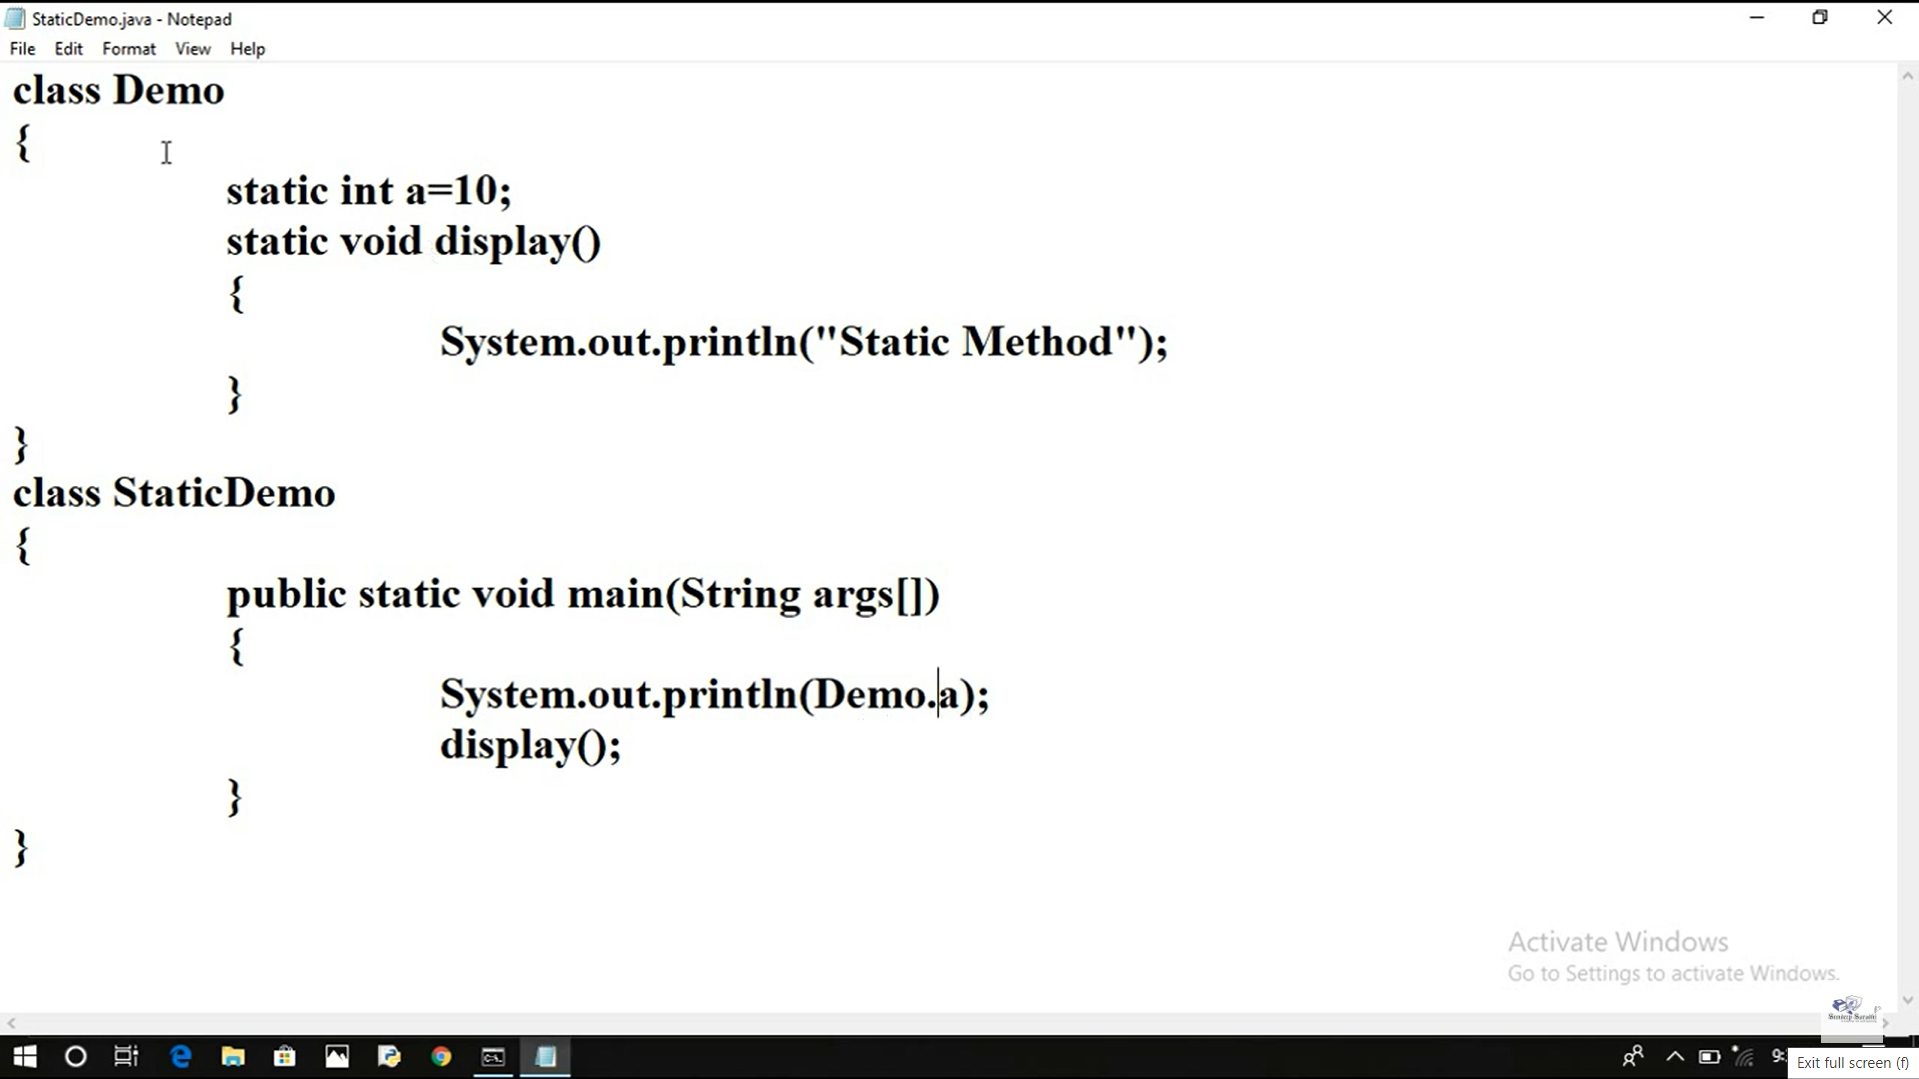 StaticDemo.java - Notepad
File Edit Format View Help
class Demo
{
static int a=10;
static void display()
{
System.out.println("Static Method");
}
}
class StaticDemo
{
public static void main(String args[])
{
System.out.println(Demo.a);
display();
}
}
Activate Windows
Go to Settings to activate Windows.
Exit full screen (f)